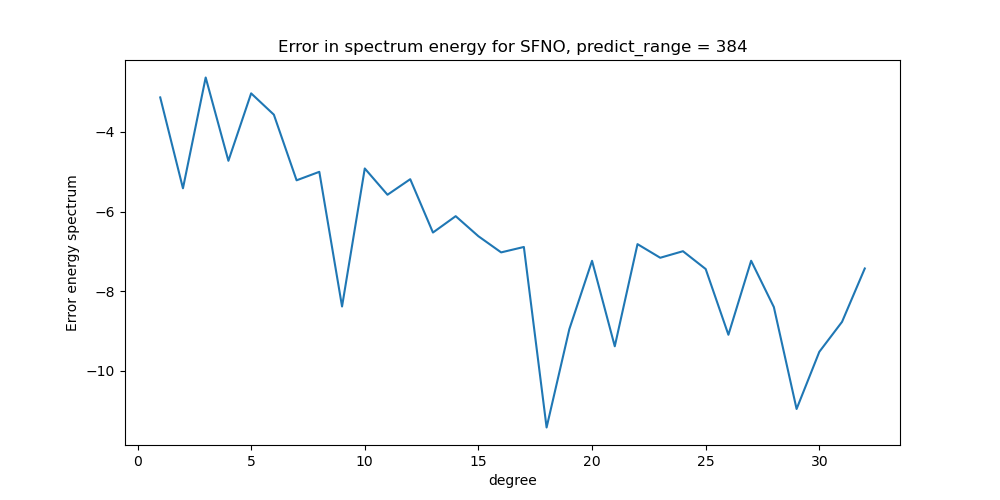 Error in spectrum energy for SFNO, predict_range = 384
Error energy spectrum
−4
−6
−8
−10
0 5 10 15 20 25 30
degree